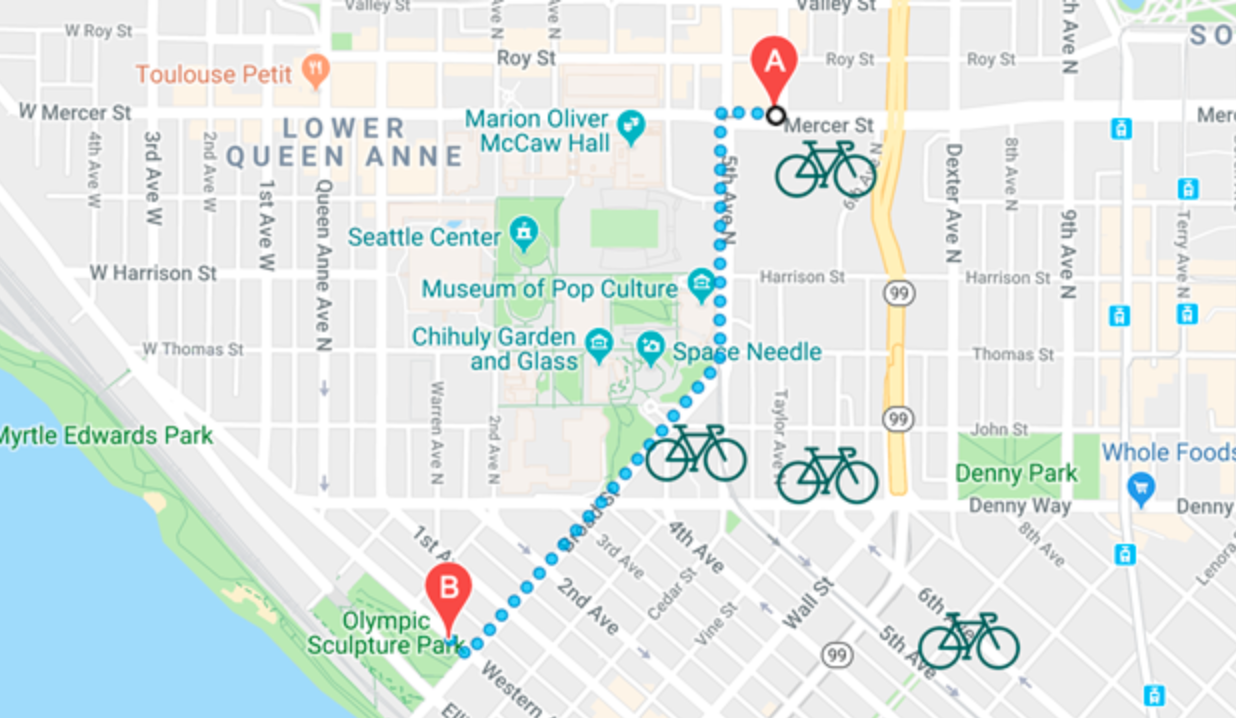 Valley St
Valley St
W Roy St
Ave N
Ave N
Roy St
Roy St
Roy St
SO
Toulouse Petit
A
W Mercer St
Marion Oliver
McCaw Hall
Mercer St
Merc
LOWER
QUEEN ANNE
4th Ave W
3rd Ave W
2nd Ave W
1st Ave W
Queen Anne Ave N
5th Ave N
Dexter Ave N
8th Ave N
9th Ave N
Terry Ave N
Seattle Center
W Harrison St
Museum of Pop Culture
Harrison St
Harrison St
99
Chihuly Garden
and Glass
Space Needle
W Thomas St
Thomas St
Warren Ave N
2nd Ave N
Taylor Ave N
99
John St
Myrtle Edwards Park
Denny Park
Whole Foods
Denny Way
Denny
Broad St
1st Av
3rd Ave
4th Ave
8th Ave
Lenora
B
2nd Ave
Cedar St
Vine St
Wall St
6th
5th Ave
Olympic
Sculpture Park
99
Western